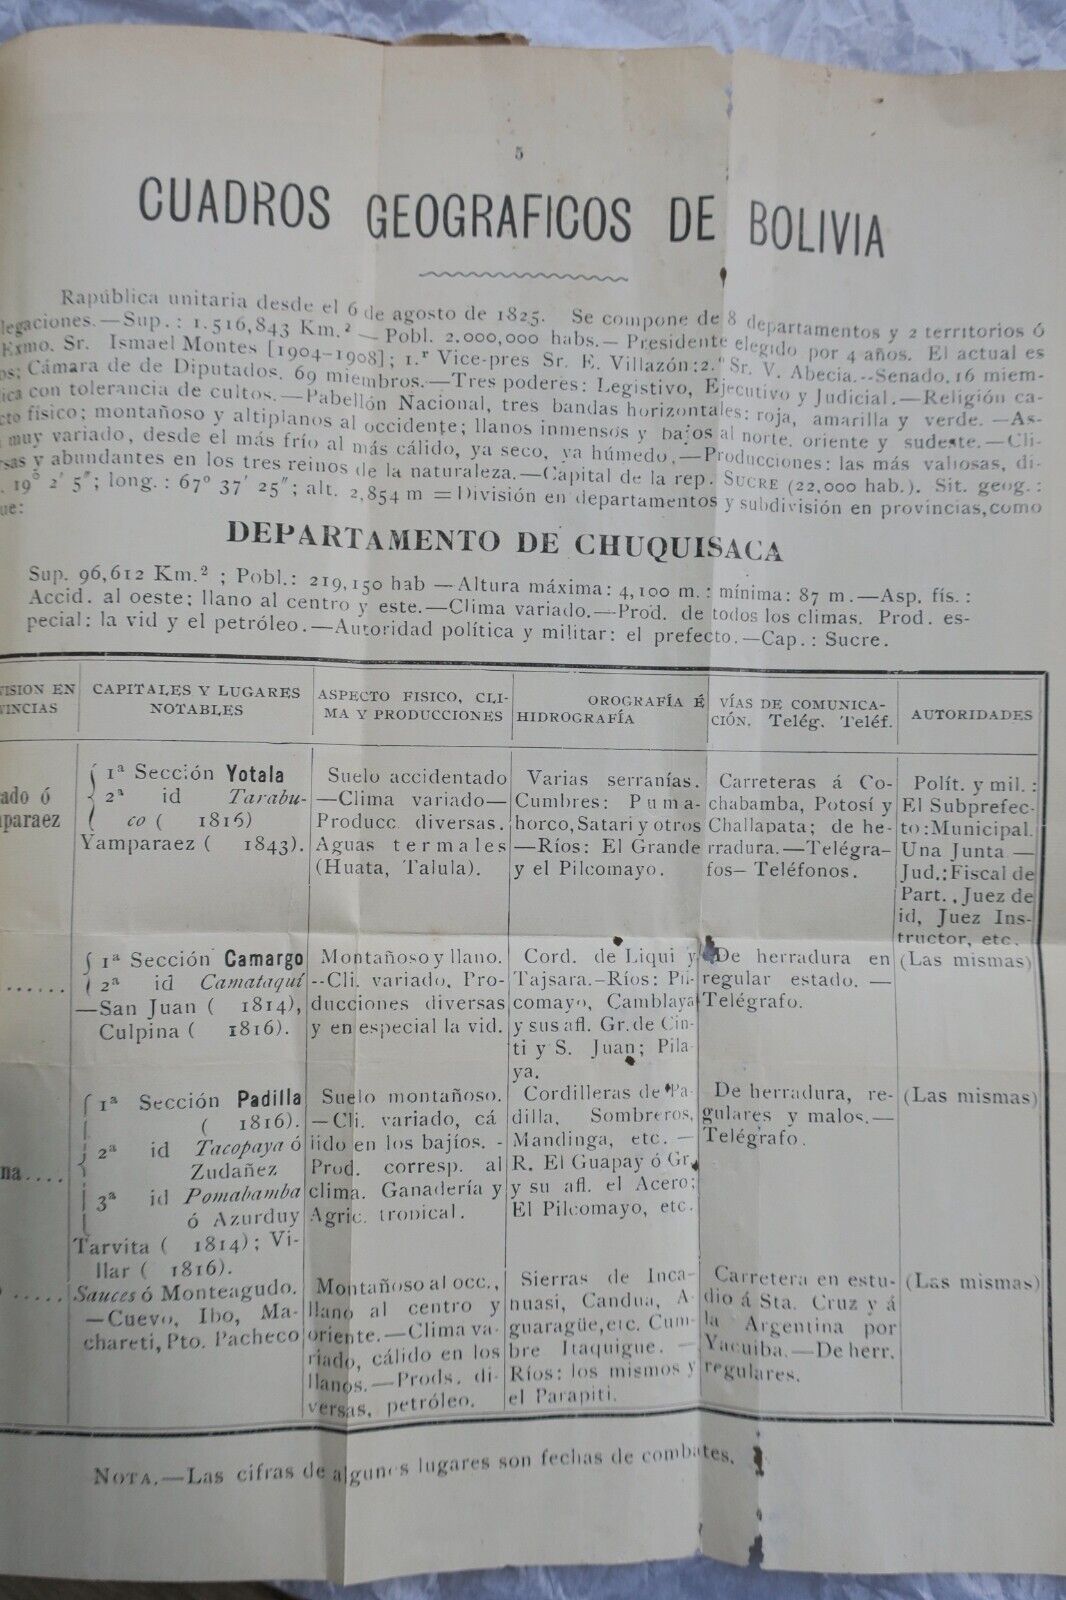 5
CUADROS GEOGRAFICOS DE BOLIVIA
Rapública unitaria desde el 6 de agosto de 1825. Se compone de 8 departamentos y 2 territorios ó
legaciones.—Sup.: 1.516,843 Km.² — Pobl. 2.000,000 habs.— Presidente elegido por 4 años. El actual es
Exmo. Sr. Ismael Montes [1904-1908]; 1.r Vice-pres Sr. E. Villazón:2.º Sr. V. Abecia.--Senado, 16 miem-
os; Cámara de de Diputados. 69 miembros.—Tres poderes: Legistivo, Ejecutivo y Judicial.—Religión ca-
ica con tolerancia de cultos.—Pabellón Nacional, tres bandas horizontales: roja, amarilla y verde.—As-
cto fisico; montañoso y altiplanos al occidente; llanos inmensos y bajos al norte. oriente y sudeste.—Cli-
muy variado, desde el más frío al más cálido, ya seco, ya húmedo.—Producciones: las más valiosas, di-
rsas y abundantes en los tres reinos de la naturaleza.—Capital de la rep. SUCRE (22,000 hab.). Sit. geog.:
. 19º 2' 5"; long.: 67º 37' 25"; alt. 2,854 m = División en departamentos y subdivisión en provincias, como
ue:
DEPARTAMENTO DE CHUQUISACA
Sup. 96,612 Km.² ; Pobl.: 219,150 hab —Altura máxima: 4,100 m.: mínima: 87 m.—Asp. fís.:
Accid. al oeste; llano al centro y este.—Clima variado.—Prod. de todos los climas. Prod. es-
pecial: la vid y el petróleo.—Autoridad política y militar: el prefecto.—Cap.: Sucre.
ISION EN
INCIAS
CAPITALES Y LUGARES
NOTABLES
ASPECTO FISICO, CLI-
MA Y PRODUCCIONES
OROGRAFÍA É
HIDROGRAFÍA
VÍAS DE COMUNICA-
CIÓN. Telég. Teléf.
AUTORIDADES
ado ó
paraez
1ª Sección Yotala
2ª id Tarabu-
co ( 1816)
Yamparaez ( 1843).
Suelo accidentado
—Clima variado—
Producc. diversas.
Aguas termales
(Huata, Talula).
Varias serranías.
Cumbres: Puma-
horco, Satari y otros
—Ríos: El Grande
y el Pilcomayo.
Carreteras á Co-
chabamba, Potosí y
Challapata; de he-
rradura.—Telégra-
fos— Teléfonos.
Polít. y mil.:
El Subprefec-
to:Municipal.
Una Junta—
Jud.:Fiscal de
Part., Juez de
id, Juez Ins-
tructor, etc.
......
1ª Sección Camargo
2ª id Camataquí
—San Juan ( 1814),
Culpina ( 1816).
Montañoso y llano.
--Cli. variado. Pro-
ducciones diversas
y en especial la vid.
Cord. de Liqui y
Tajsara.-Ríos: Pil-
comayo, Camblaya
y sus afl. Gr. de Cin-
ti y S. Juan; Pila-
ya.
De herradura en
regular estado.—
Telégrafo.
(Las mismas)
na....
1ª Sección Padilla
( 1816).
2ª id Tacopaya ó
Zudañez
3ª id Pomabamba
ó Azurduy
Tarvita ( 1814); Vi-
llar ( 1816).
Suelo montañoso.
—Cli. variado, cá
lido en los bajíos.-
Prod. corresp. al
clima. Ganadería y
Agric. tropical.
Cordilleras de Pa-
dilla, Sombreros,
Mandinga, etc.—
R. El Guapay ó Gr.
y su afl. el Acero;
El Pilcomayo, etc.
De herradura, re-
gulares y malos.—
Telégrafo.
(Las mismas)
.....
Sauces ó Monteagudo.
—Cuevo, Ibo, Ma-
chareti, Pto. Pacheco
Montañoso al occ.,
llano al centro y
oriente.—Clima va-
riado, cálido en los
llanos.—Prods. di-
versas, petróleo.
Sierras de Inca-
huasi, Candua, A-
guaragüe, etc. Cum-
bre Itaquigue.—
Ríos: los mismos y
el Parapiti.
Carretera en estu-
dio á Sta. Cruz y á
la Argentina por
Yacuiba.—De herr.
regulares.
(Las mismas)
NOTA.—Las cifras de algunos lugares son fechas de combates.